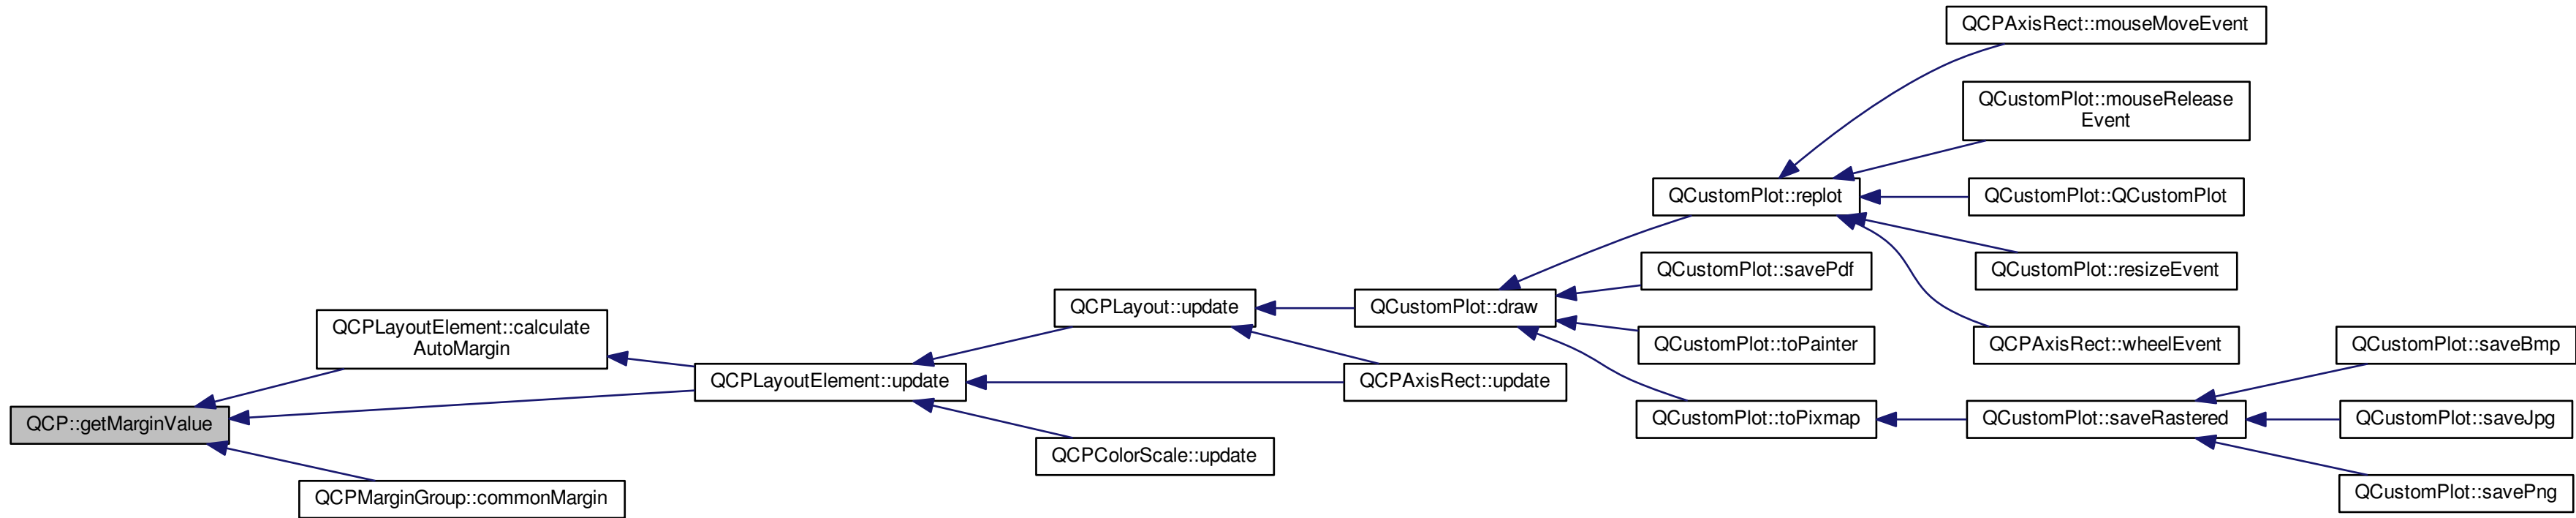 QCPAxisRect::mouseMoveEvent
QCustomPlot::mouseRelease
Event
QCustomPlot::replot
QCustomPlot::QCustomPlot
QCustomPlot::savePdf
QCustomPlot::resizeEvent
QCPLayoutElement::calculate
AutoMargin
QCPLayout::update
QCustomPlot::draw
QCustomPlot::toPainter
QCPAxisRect::wheelEvent
QCustomPlot::saveBmp
QCPLayoutElement::update
QCPAxisRect::update
QCP::getMarginValue
QCustomPlot::toPixmap
QCustomPlot::saveRastered
QCustomPlot::saveJpg
QCPColorScale::update
QCPMarginGroup::commonMargin
QCustomPlot::savePng